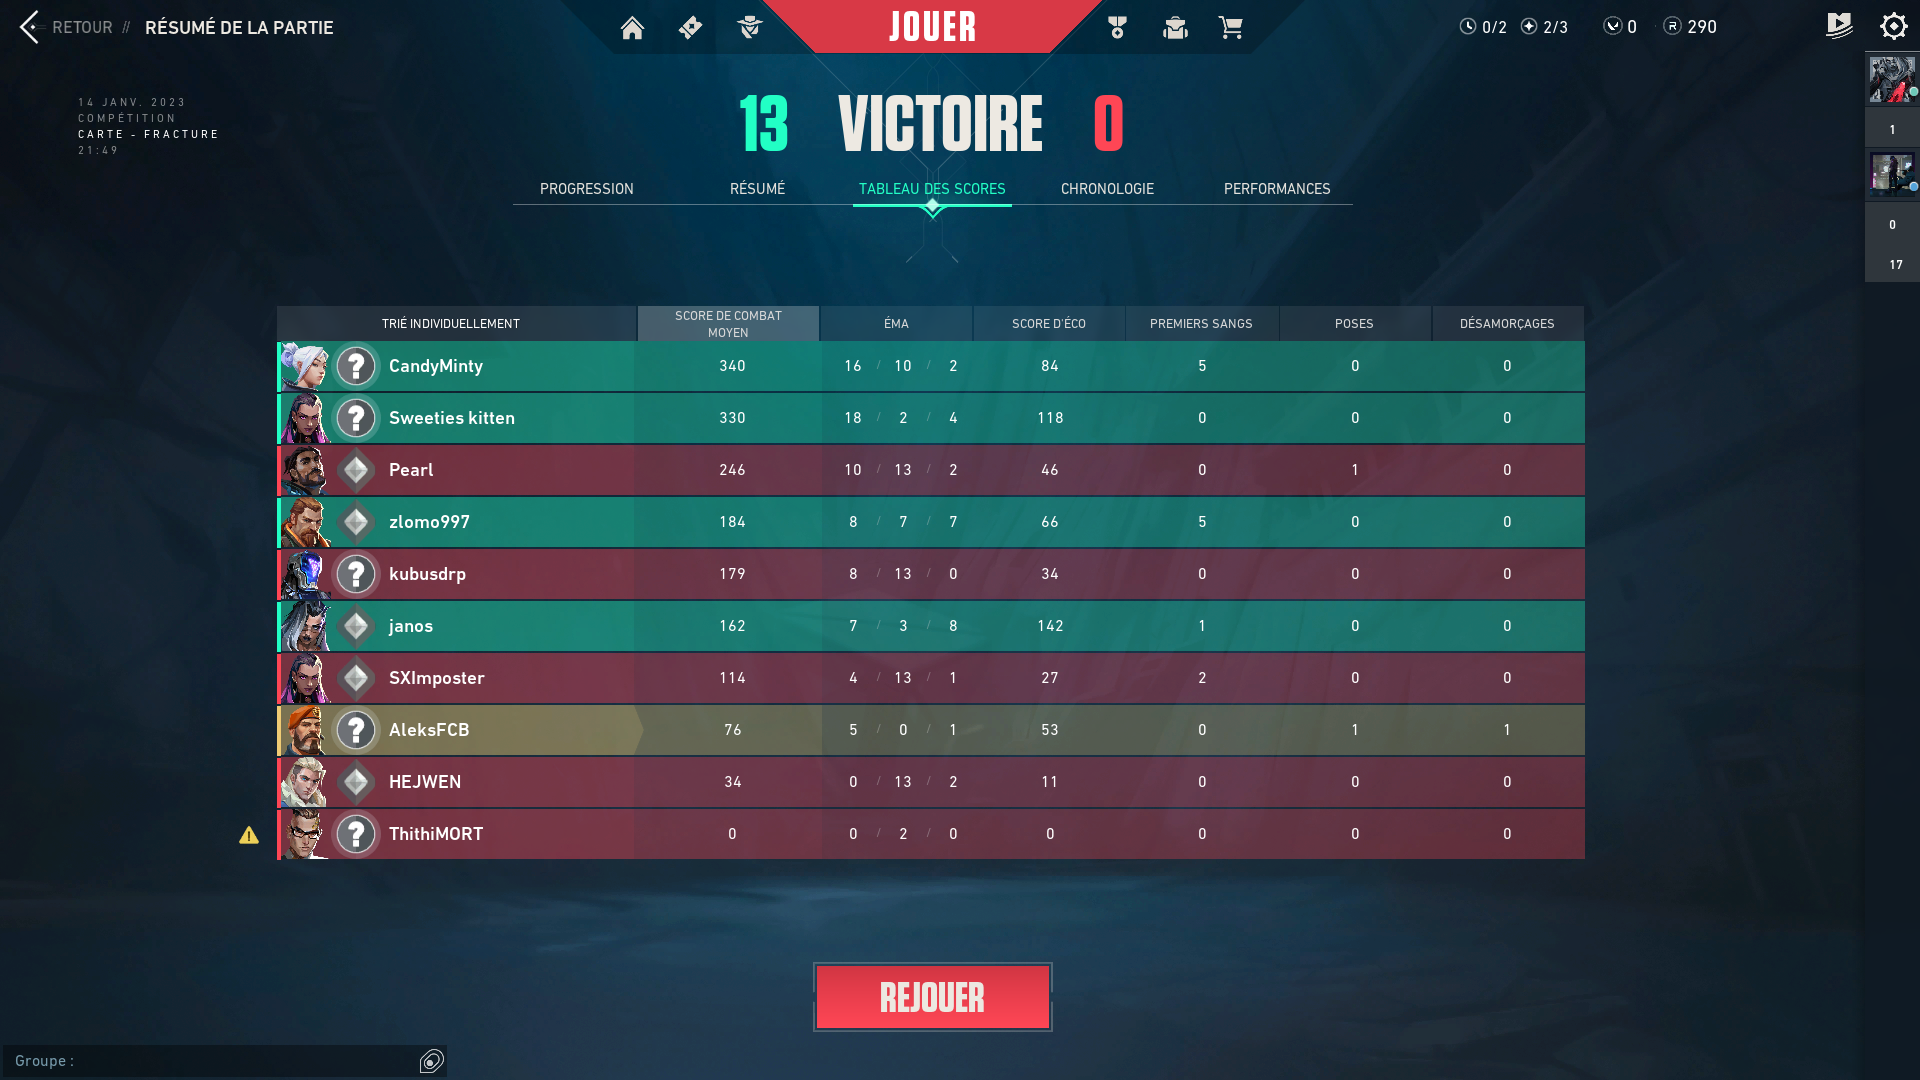 RETOUR // RÉSUMÉ DE LA PARTIE
JOUER
0/2 2/3 0 R 290
14 JANV. 2023
COMPÉTITION
CARTE - FRACTURE
21:49
13 VICTOIRE 0
PROGRESSION RÉSUMÉ TABLEAU DES SCORES CHRONOLOGIE PERFORMANCES
1
0
17
TRIÉ INDIVIDUELLEMENT SCORE DE COMBAT MOYEN ÉMA SCORE D'ÉCO PREMIERS SANGS POSES DÉSAMORÇAGES
? CandyMinty 340 16 / 10 / 2 84 5 0 0
? Sweeties kitten 330 18 / 2 / 4 118 0 0 0
Pearl 246 10 / 13 / 2 46 0 1 0
zlomo997 184 8 / 7 / 7 66 5 0 0
? kubusdrp 179 8 / 13 / 0 34 0 0 0
janos 162 7 / 3 / 8 142 1 0 0
SXImposter 114 4 / 13 / 1 27 2 0 0
? AleksFCB 76 5 / 0 / 1 53 0 1 1
HEJWEN 34 0 / 13 / 2 11 0 0 0
! ? ThithiMORT 0 0 / 2 / 0 0 0 0 0
REJOUER
Groupe :